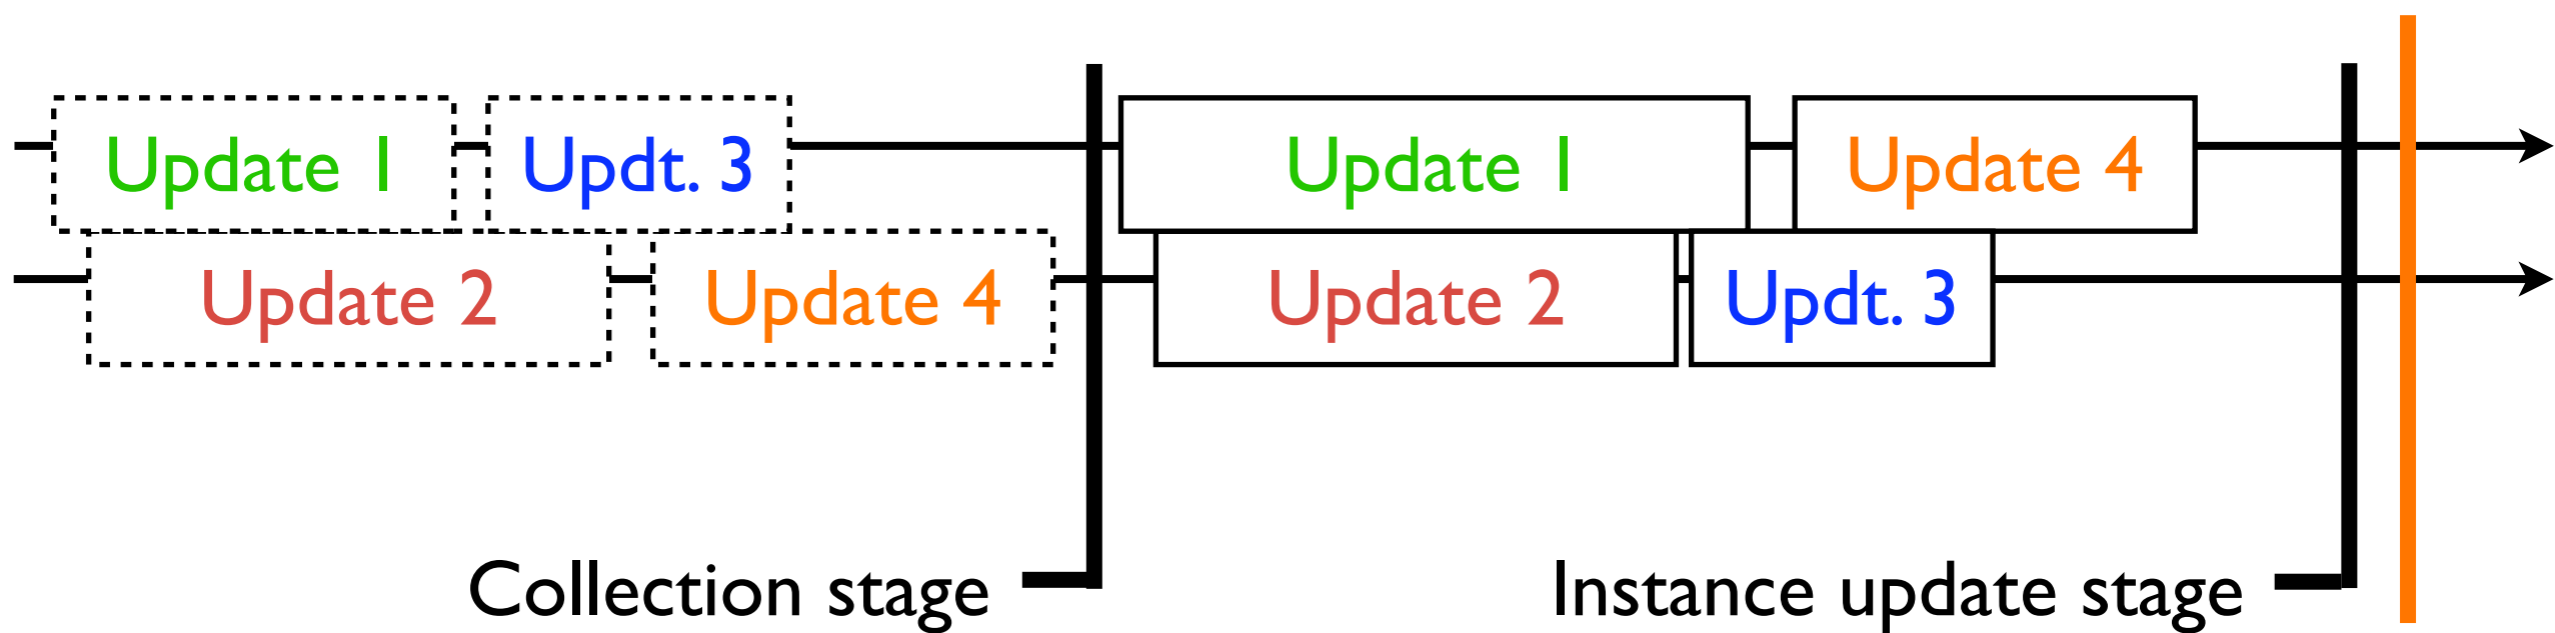 Update 1 Updt. 3 Update 1 Update 4
Update 2 Update 4 Update 2 Updt. 3
Collection stage Instance update stage